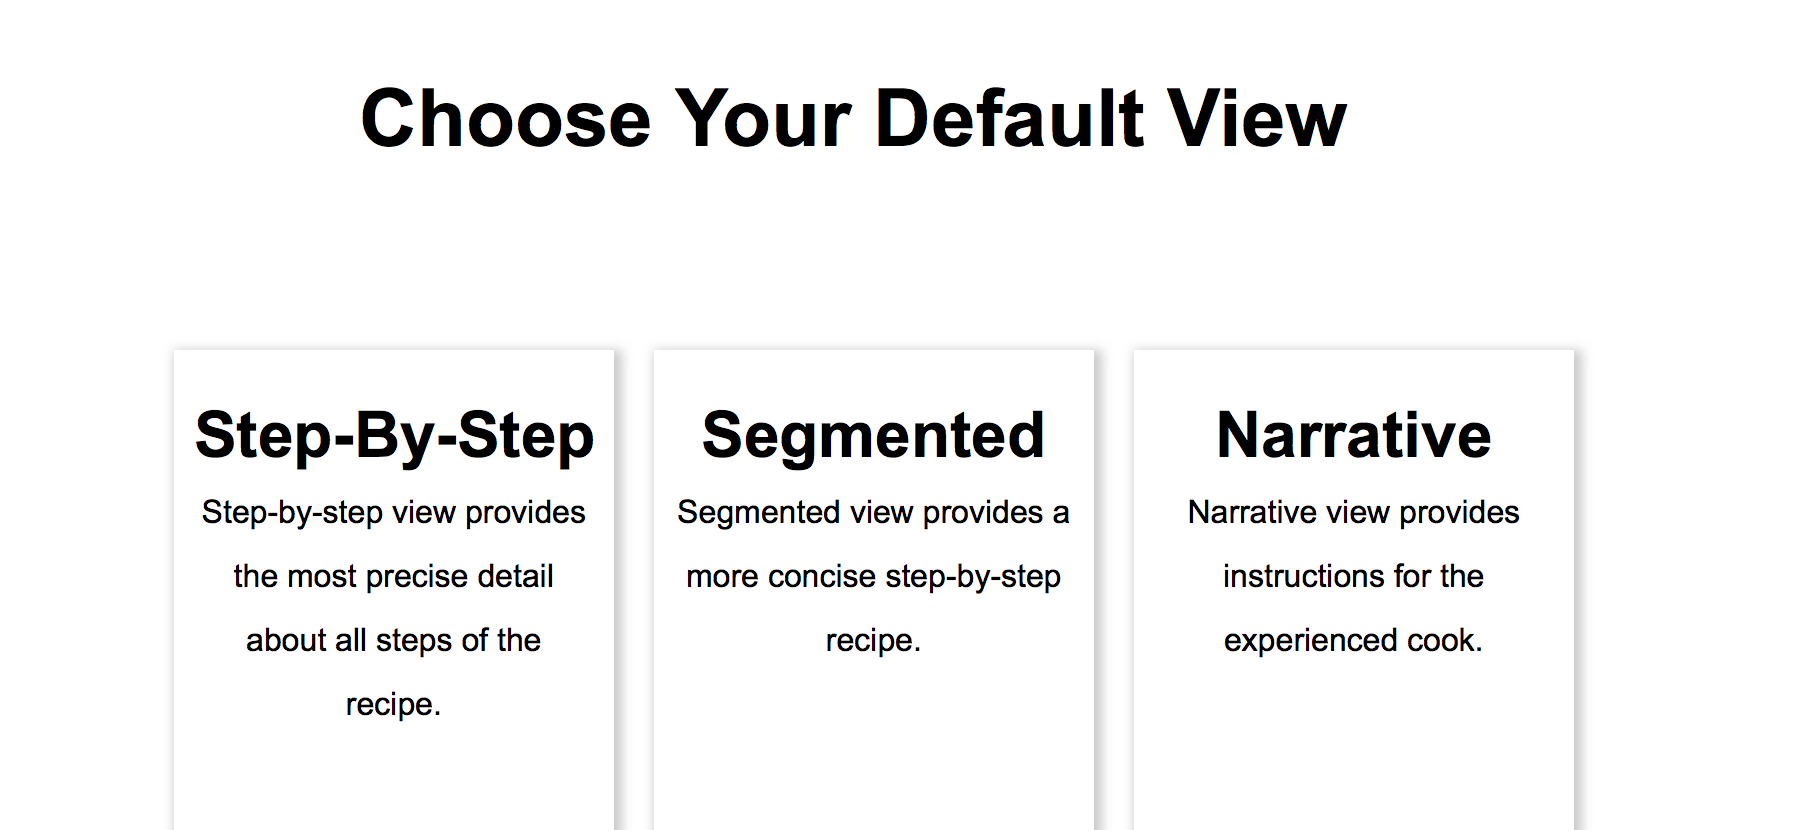 Choose Your Default View
Step-By-Step
Step-by-step view provides
the most precise detail
about all steps of the
recipe.
Segmented
Segmented view provides a
more concise step-by-step
recipe.
Narrative
Narrative view provides
instructions for the
experienced cook.